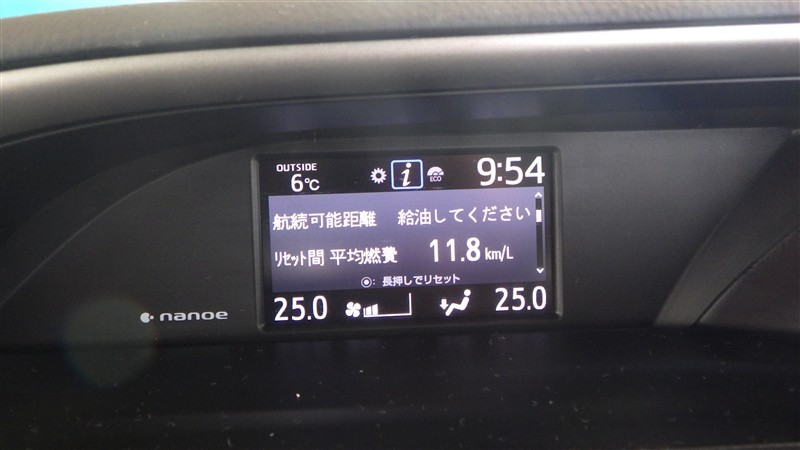 OUTSIDE
6℃
i
ECO
9:54
航続可能距離 給油してください
ﾘｾｯﾄ間 平均燃費 11.8 km/L
◉: 長押しでリセット
25.0
25.0
nanoe